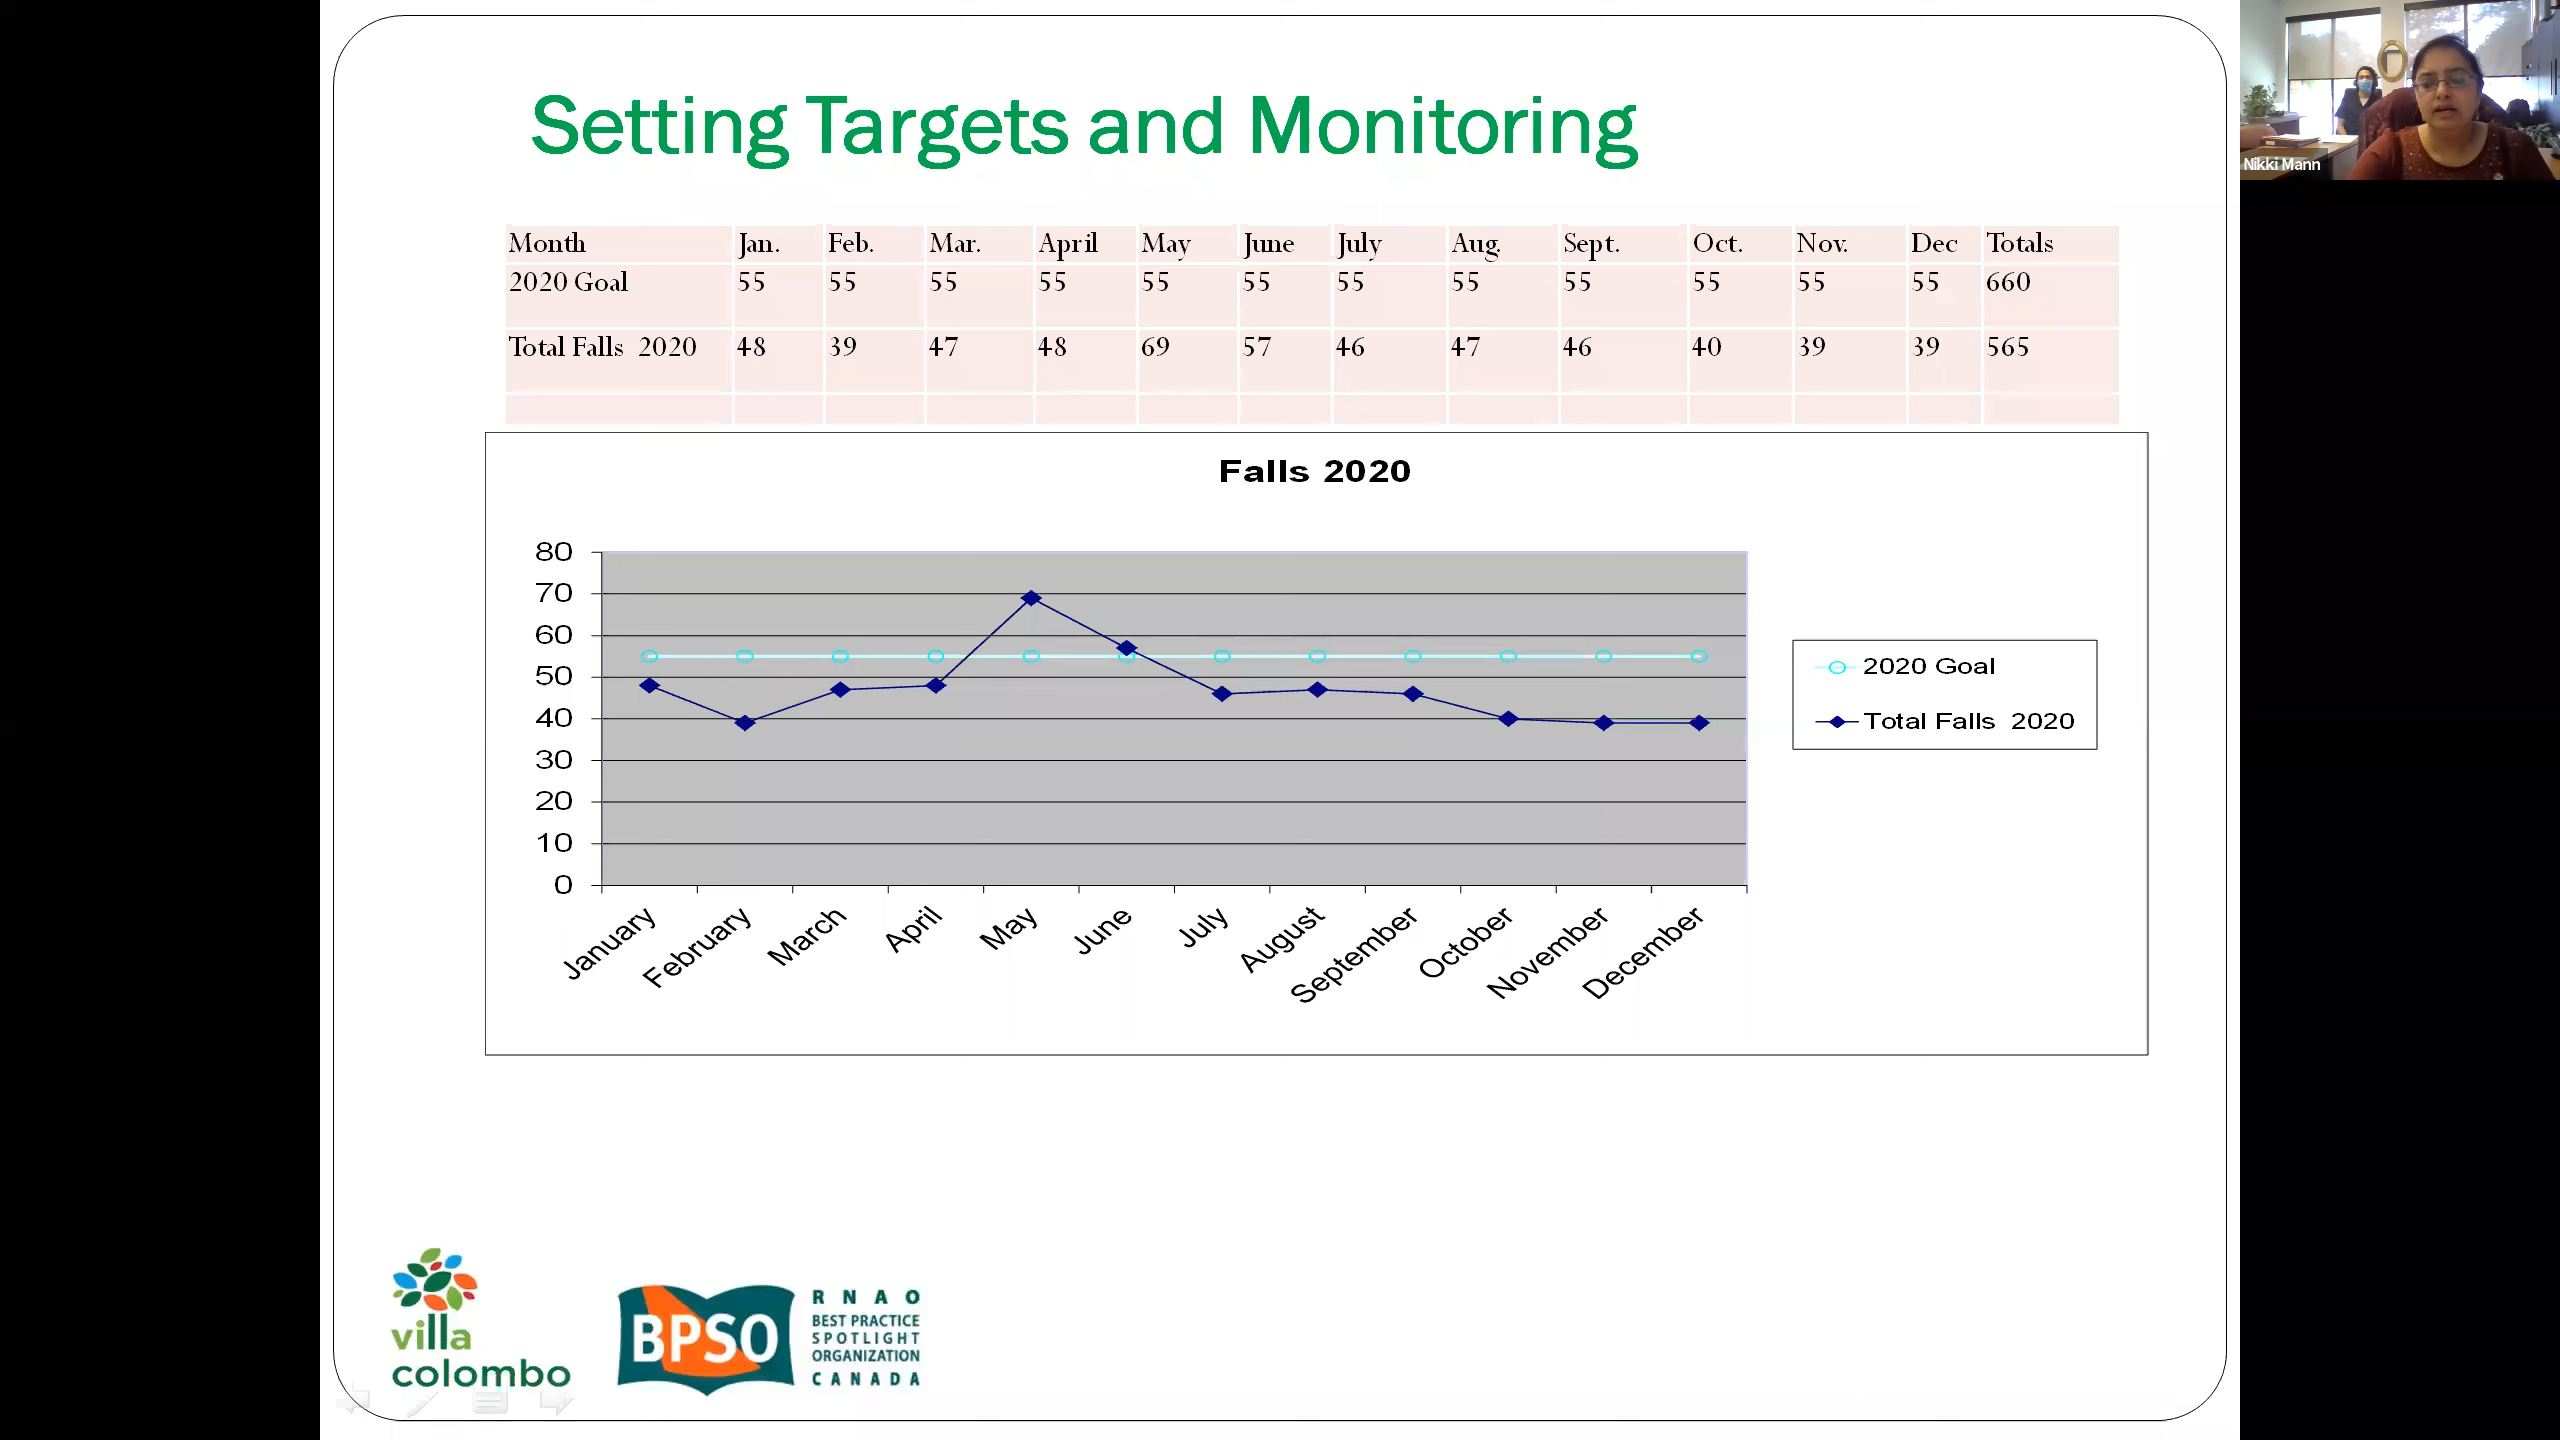 Setting Targets and Monitoring
Nikki Mann
Month Jan. Feb. Mar. April May June July Aug. Sept. Oct. Nov. Dec Totals
2020 Goal 55 55 55 55 55 55 55 55 55 55 55 55 660
Total Falls 2020 48 39 47 48 69 57 46 47 46 40 39 39 565
Falls 2020
80
70
60
50
40
30
20
10
0
January February March April May June July August September October November December
2020 Goal
Total Falls 2020
villa
colombo
BPSO
RNAO
BEST PRACTICE
SPOTLIGHT
ORGANIZATION
CANADA